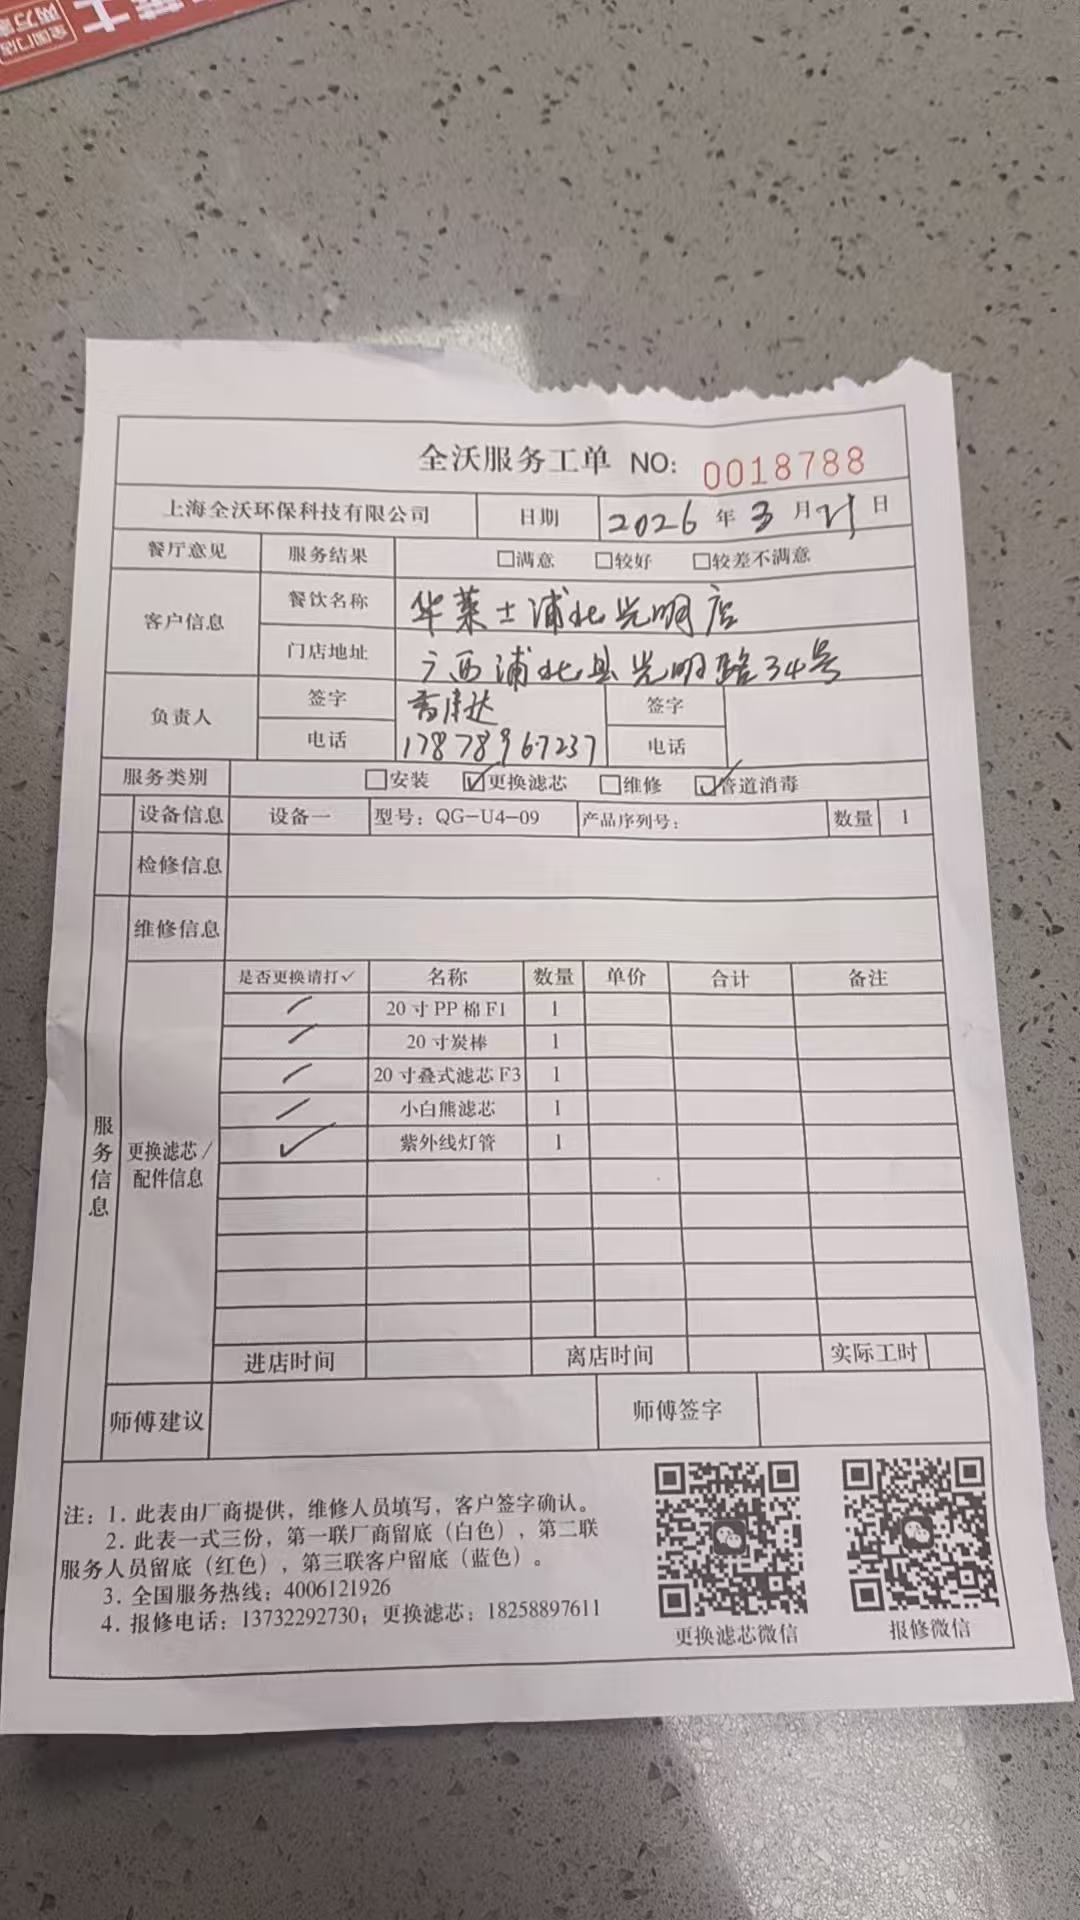 全国门店
两万家
士
全沃服务工单 NO: 0018788
上海全沃环保科技有限公司 日期 2026 年 3 月 21 日
餐厅意见 服务结果 □满意 □较好 □较差不满意
客户信息 餐饮名称 华莱士浦北光明店
门店地址 广西浦北县光明路34号
负责人 签字 签字
电话 17878967237 电话
服务类别 □安装 ☑更换滤芯 □维修 ☑管道消毒
设备信息 设备一 型号：QG-U4-09 产品序列号： 数量 1
检修信息
维修信息
服务信息
更换滤芯/
配件信息
是否更换请打✓ 名称 数量 单价 合计 备注
20寸PP棉F1 1
20寸炭棒 1
20寸叠式滤芯F3 1
小白熊滤芯 1
✓ 紫外线灯管 1
进店时间 离店时间 实际工时
师傅建议 师傅签字
注：1. 此表由厂商提供，维修人员填写，客户签字确认。
2. 此表一式三份，第一联厂商留底（白色），第二联
服务人员留底（红色），第三联客户留底（蓝色）。
3. 全国服务热线：4006121926
4. 报修电话：13732292730；更换滤芯：18258897611
更换滤芯微信 报修微信